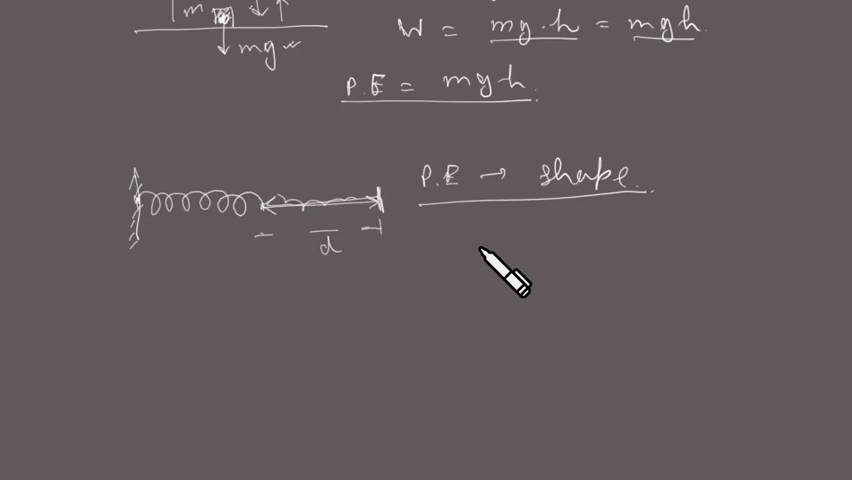 m
W = mg.h = mgh.
mg
P.E = mgh.
P.E → shape.
d